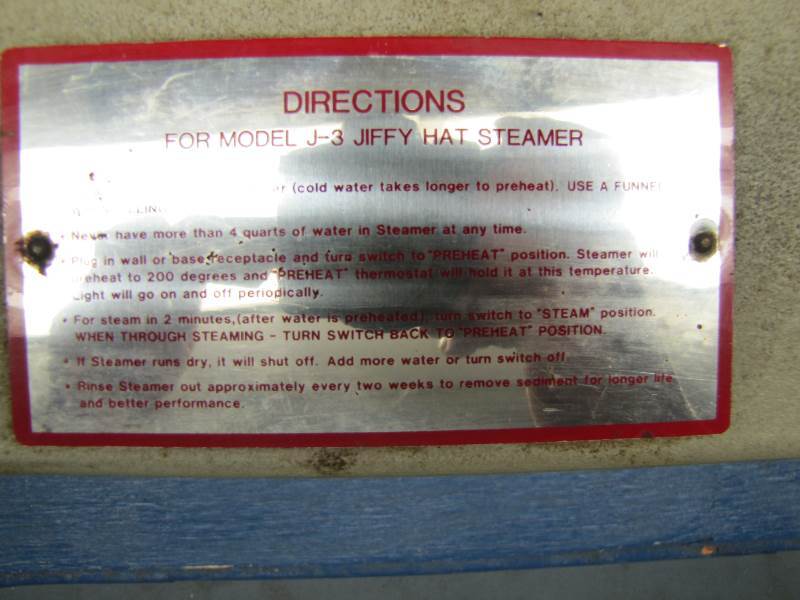 DIRECTIONS
FOR MODEL J-3 JIFFY HAT STEAMER
(cold water takes longer to preheat). USE A FUNNEL
• Never have more than 4 quarts of water in Steamer at any time.
• Plug in wall or base receptacle and turn switch to "PREHEAT" position. Steamer will
preheat to 200 degrees and "PREHEAT" thermostat will hold it at this temperature.
Light will go on and off periodically.
• For steam in 2 minutes,(after water is preheated), turn switch to "STEAM" position.
WHEN THROUGH STEAMING - TURN SWITCH BACK TO "PREHEAT" POSITION.
• If Steamer runs dry, it will shut off. Add more water or turn switch off
• Rinse Steamer out approximately every two weeks to remove sediment for longer life
and better performance.